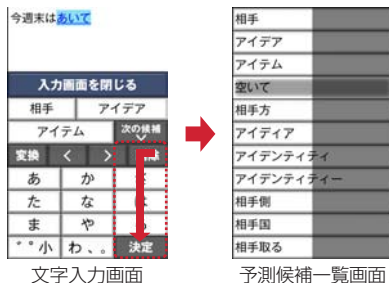 今週末はあいて
入力画面を閉じる
相手 アイデア
アイテム 次の候補
変換 < >
あ か
た な
ま や
゛゜小 わ、。 決定
文字入力画面
相手
アイデア
アイテム
空いて
相手方
アイディア
アイデンティティ
アイデンティティー
相手側
相手国
相手取る
予測候補一覧画面